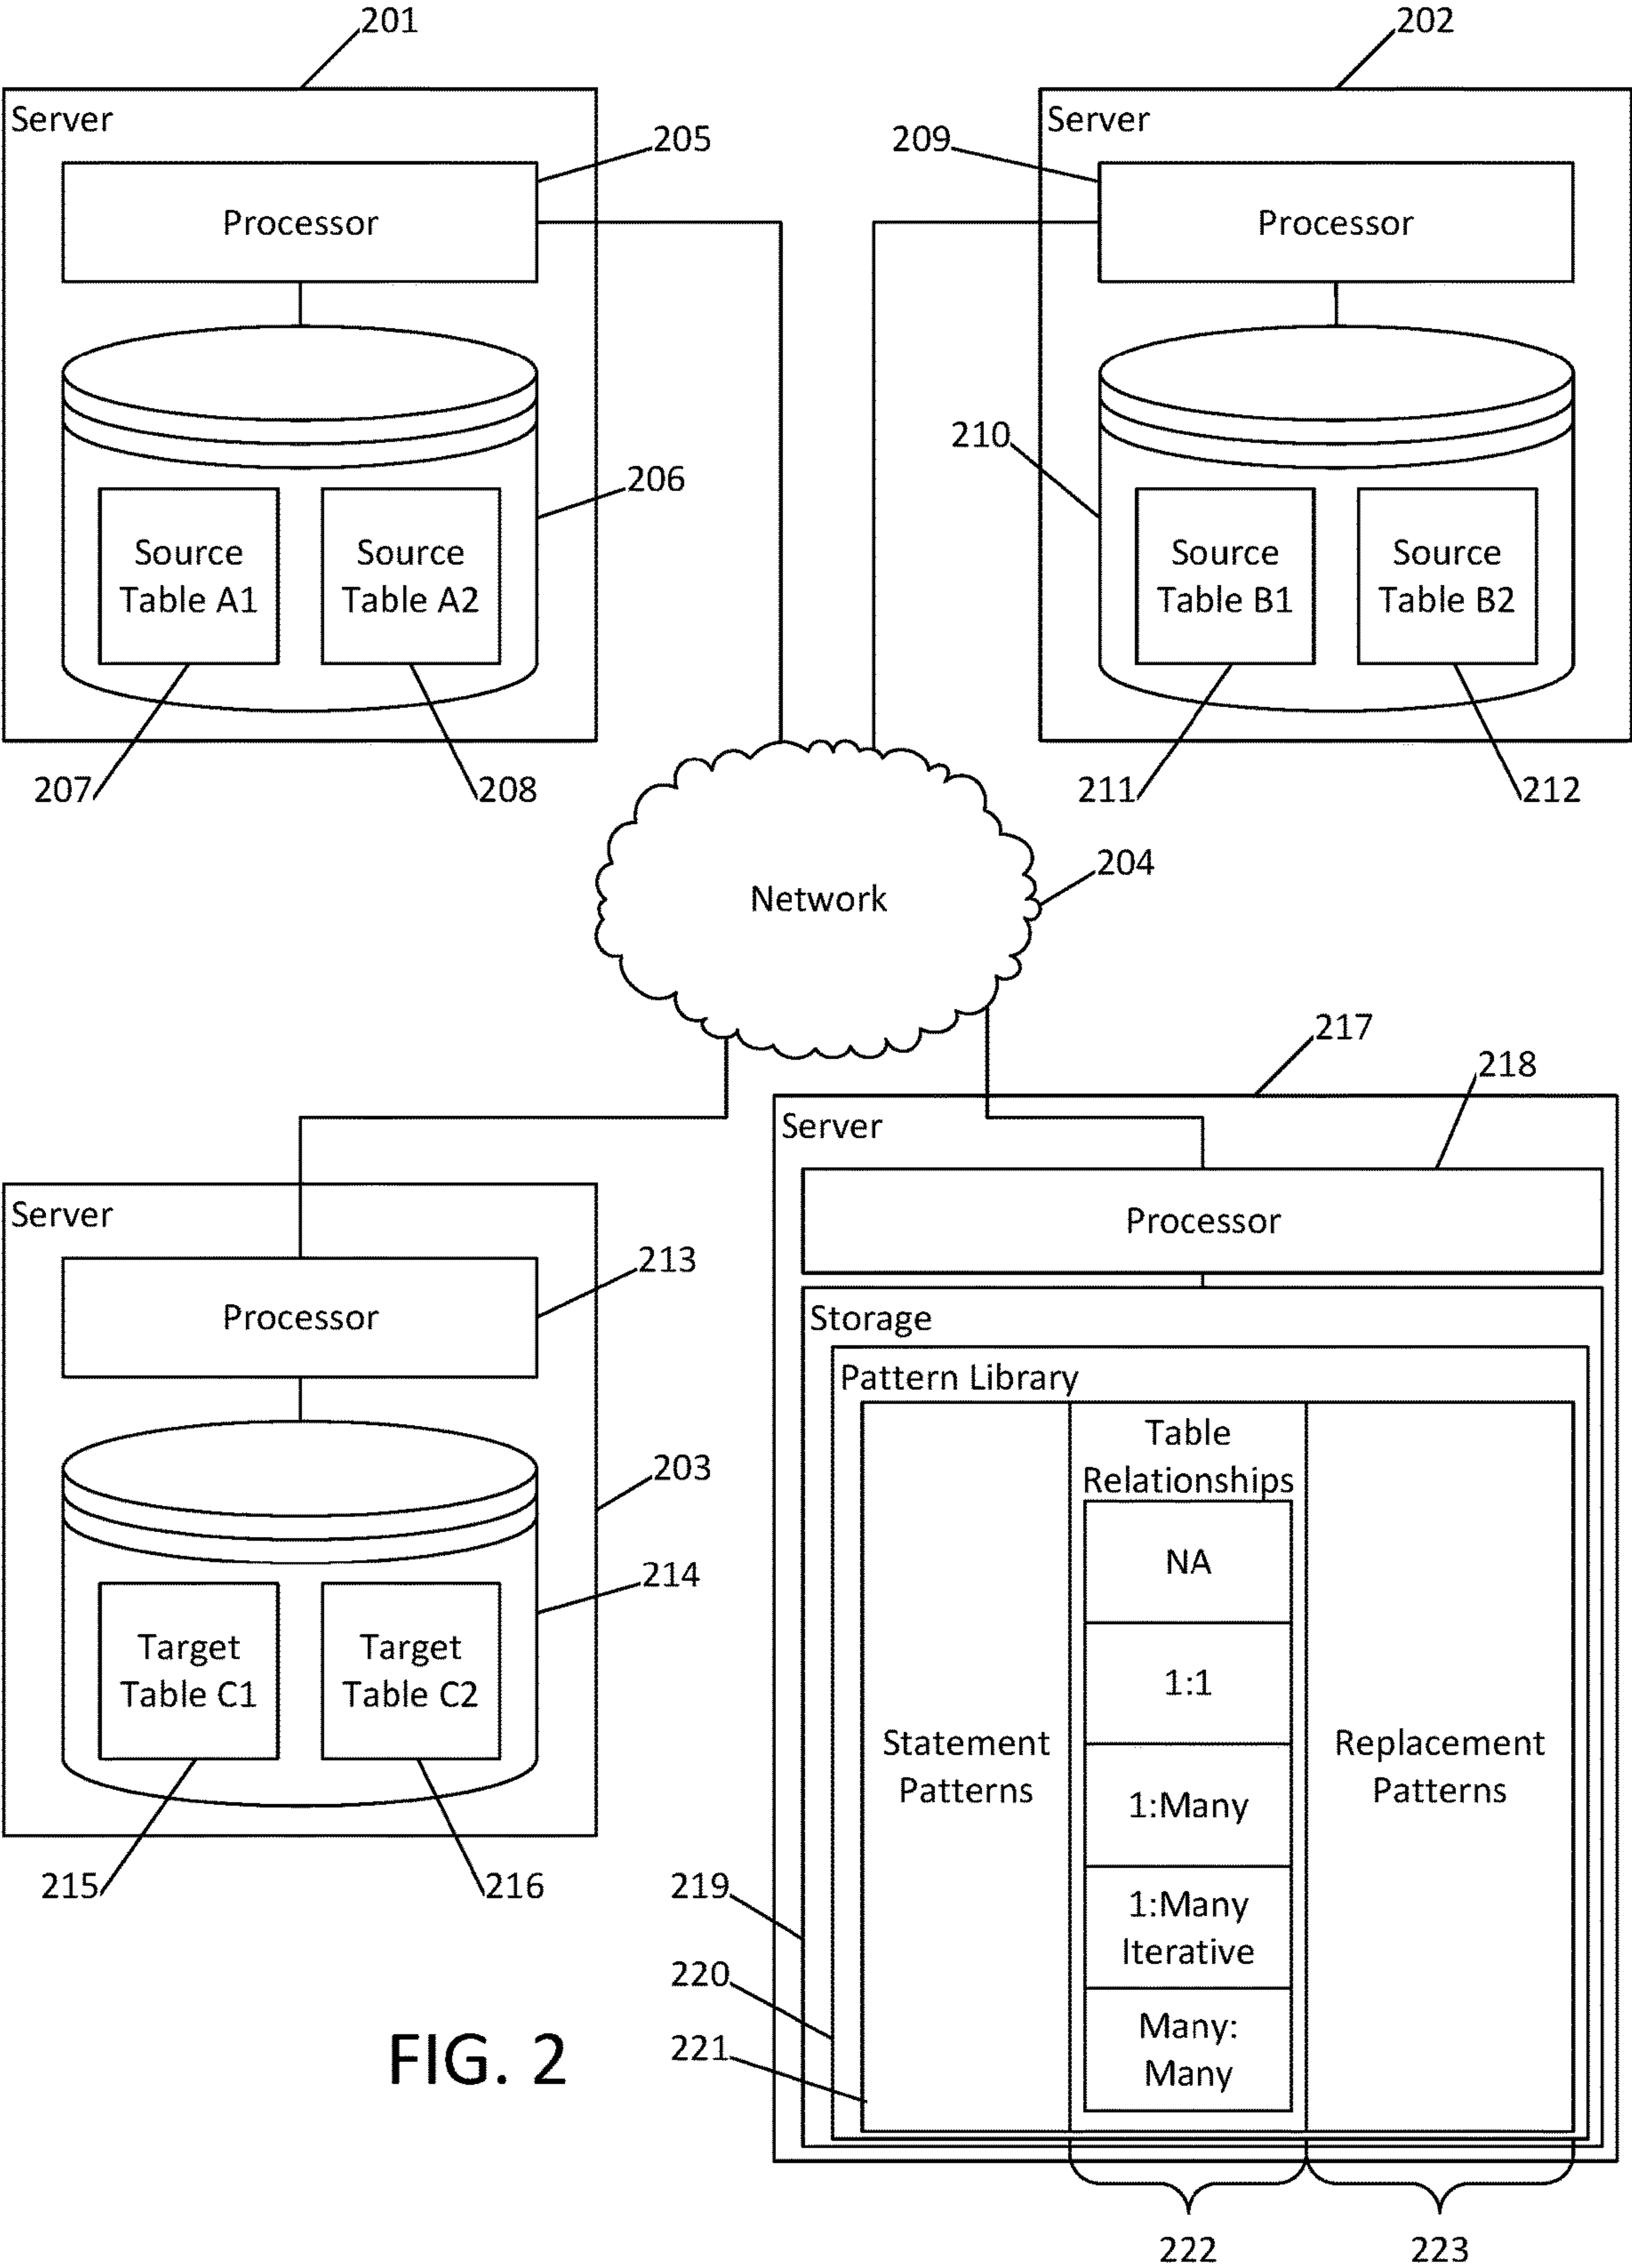 201
202
Server
Server
205
209
Processor
Processor
206
210
Source
Table A1
Source
Table A2
Source
Table B1
Source
Table B2
207
208
211
212
204
Network
217
218
Server
Processor
Server
213
Processor
Storage
Pattern Library
203
214
Target
Table C1
Target
Table C2
215
216
Statement
Patterns
Table
Relationships
NA
1:1
1:Many
1:Many
Iterative
Many:
Many
Replacement
Patterns
219
220
221
FIG. 2
222
223